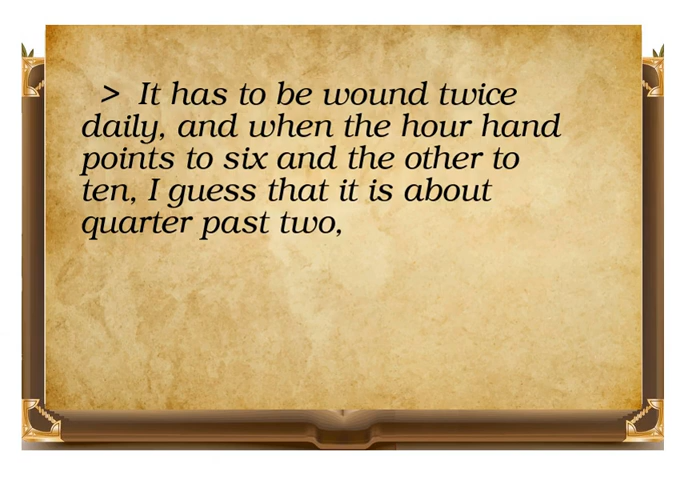 > It has to be wound twice
daily, and when the hour hand
points to six and the other to
ten, I guess that it is about
quarter past two,